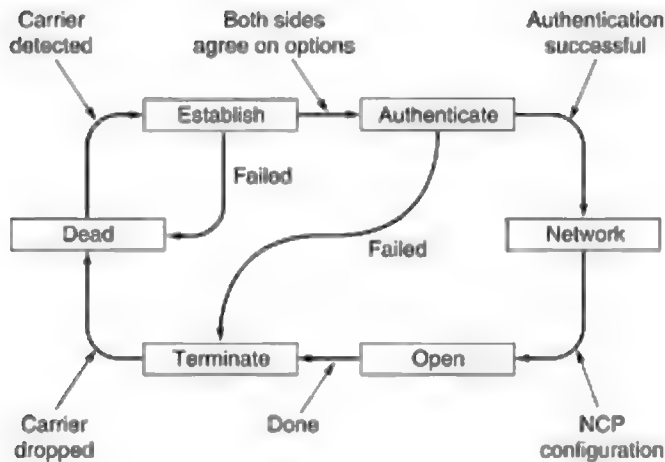 Carrier
detected
Both sides
agree on options
Authentication
successful
Establish
Authenticate
Failed
Dead
Failed
Network
Terminate
Open
Carrier
dropped
Done
NCP
configuration